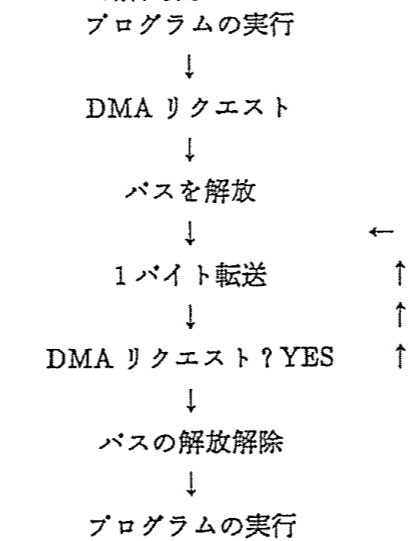 プログラムの実行
↓
DMA リクエスト
↓
バスを解放
↓ ←
1 バイト転送 ↑
↓ ↑
DMA リクエスト？YES ↑
↓
バスの解放解除
↓
プログラムの実行